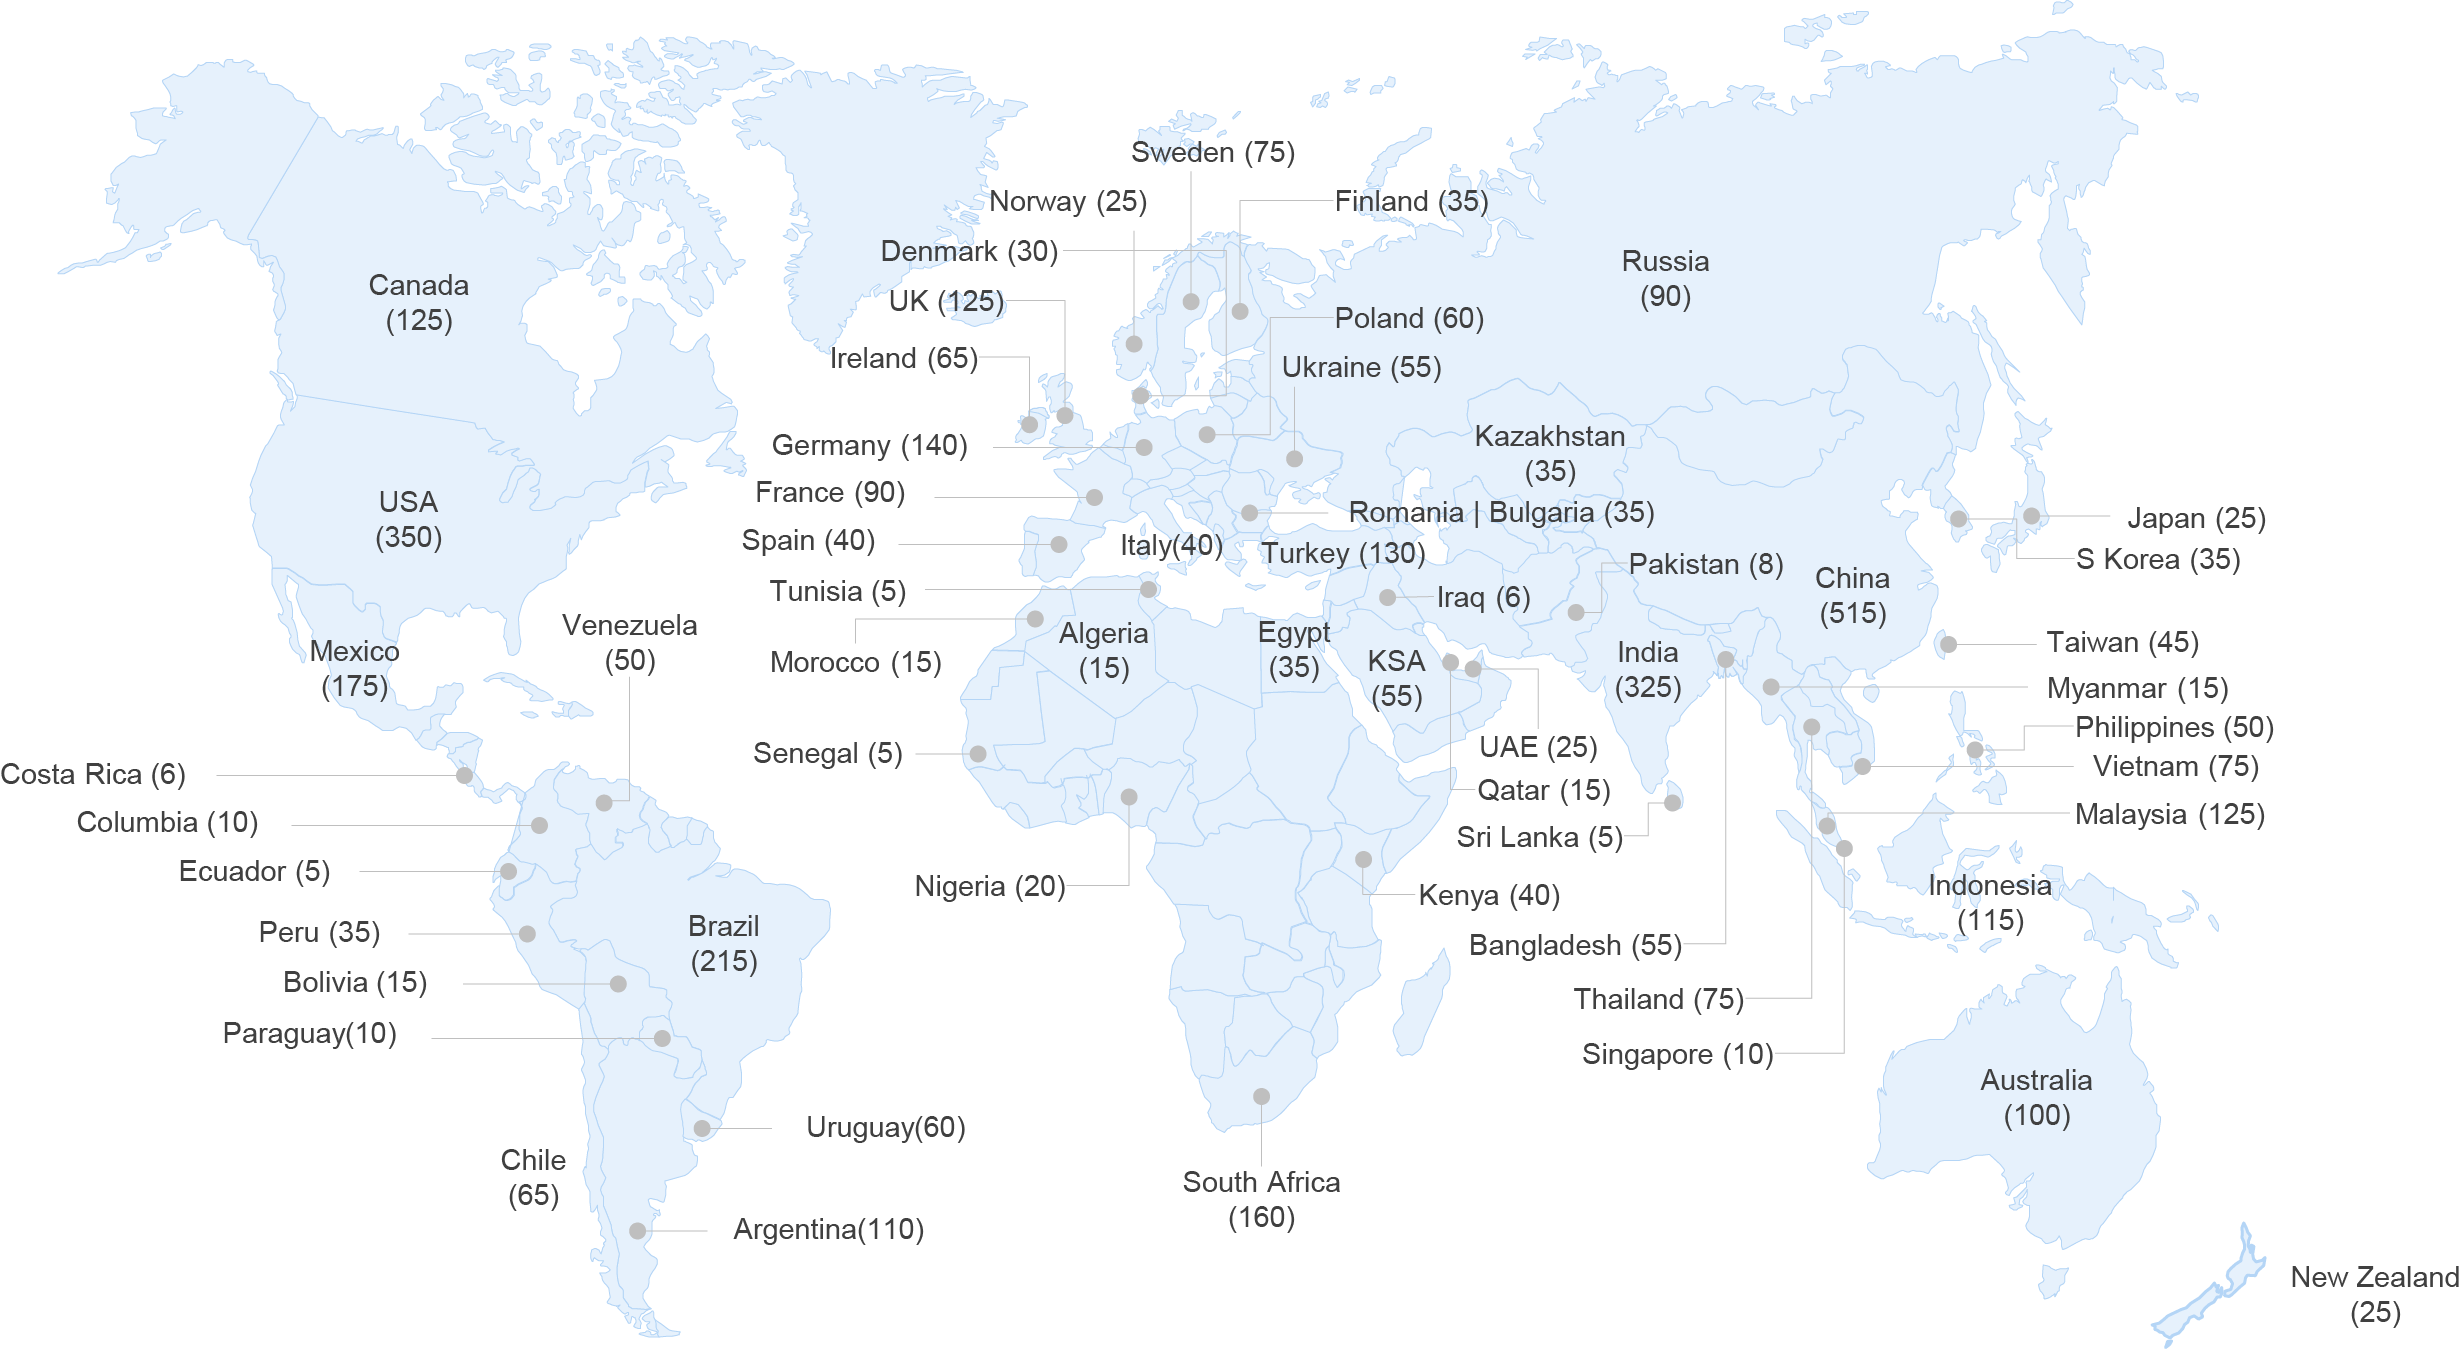 Sweden (75)
Norway (25)
Finland (35)
Denmark (30)
Russia
(90)
Canada
(125)
UK (125)
Poland (60)
Ireland (65)
Ukraine (55)
Germany (140)
Kazakhstan
(35)
France (90)
USA
(350)
Romania | Bulgaria (35)
Japan (25)
Spain (40)
Italy(40)
Turkey (130)
S Korea (35)
Pakistan (8)
China
(515)
Tunisia (5)
Iraq (6)
Venezuela
(50)
Algeria
(15)
Egypt
(35)
Taiwan (45)
Mexico
(175)
Morocco (15)
KSA
(55)
India
(325)
Myanmar (15)
Philippines (50)
Senegal (5)
UAE (25)
Vietnam (75)
Costa Rica (6)
Qatar (15)
Malaysia (125)
Columbia (10)
Sri Lanka (5)
Ecuador (5)
Nigeria (20)
Kenya (40)
Indonesia
(115)
Peru (35)
Brazil
(215)
Bangladesh (55)
Bolivia (15)
Thailand (75)
Paraguay(10)
Singapore (10)
Australia
(100)
Uruguay(60)
Chile
(65)
South Africa
(160)
Argentina(110)
New Zealand
(25)